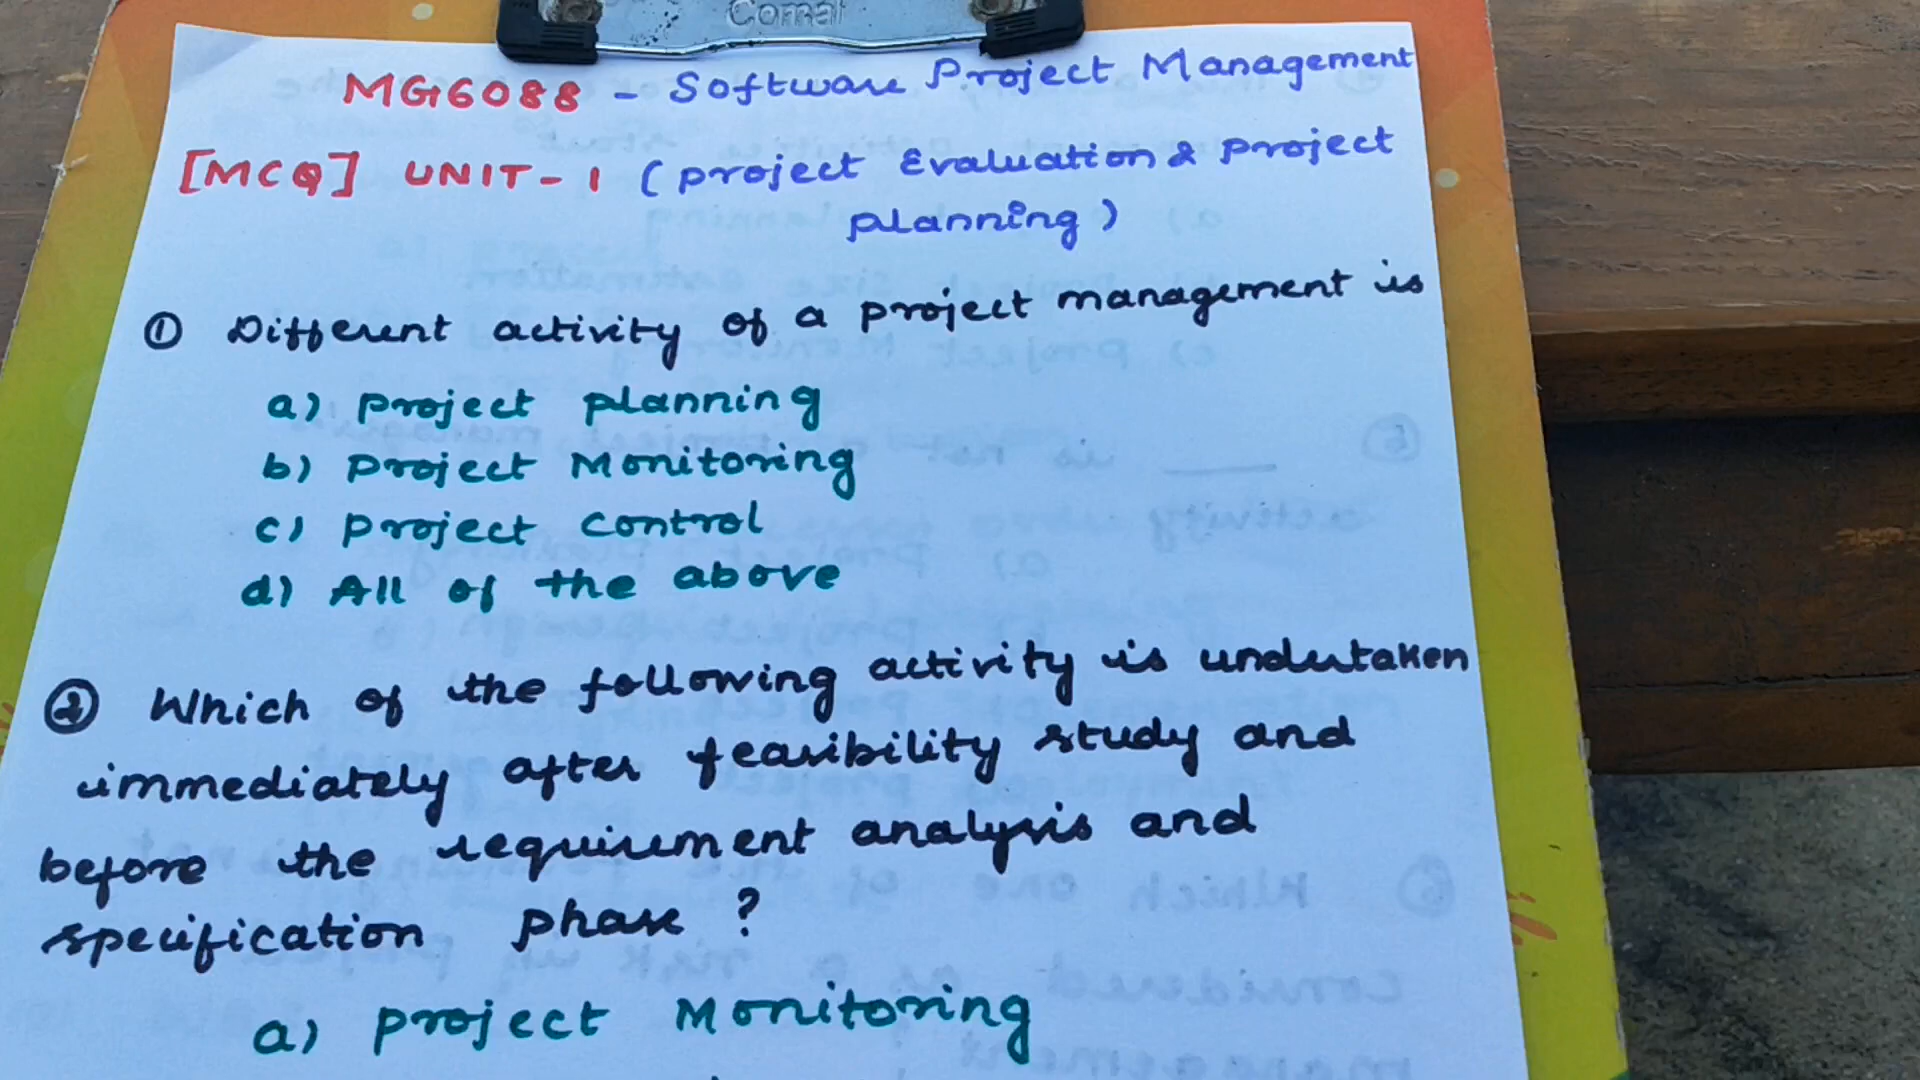 Comal
MG6088 - Software Project Management
[MCQ] UNIT-1 (Project Evaluation & Project
planning)
① Different activity of a project management is
a) Project planning
b) Project Monitoring
c) Project control
d) All of the above
② Which of the following activity is undertaken
immediately after feasibility study and
before the requirement analysis and
specification phase ?
a) Project Monitoring